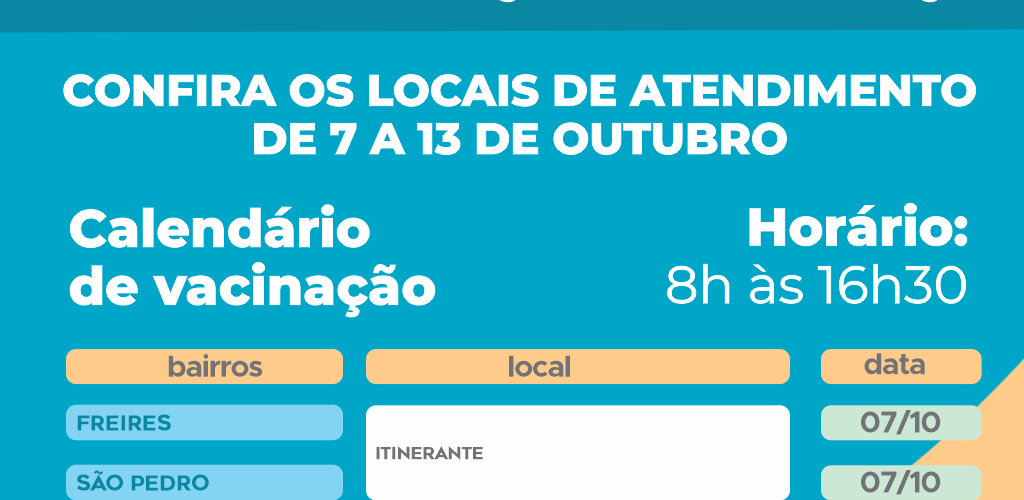 CONFIRA OS LOCAIS DE ATENDIMENTO
DE 7 A 13 DE OUTUBRO
Calendário
de vacinação
Horário:
8h às 16h30
bairros local data
FREIRES 07/10
ITINERANTE
SÃO PEDRO 07/10